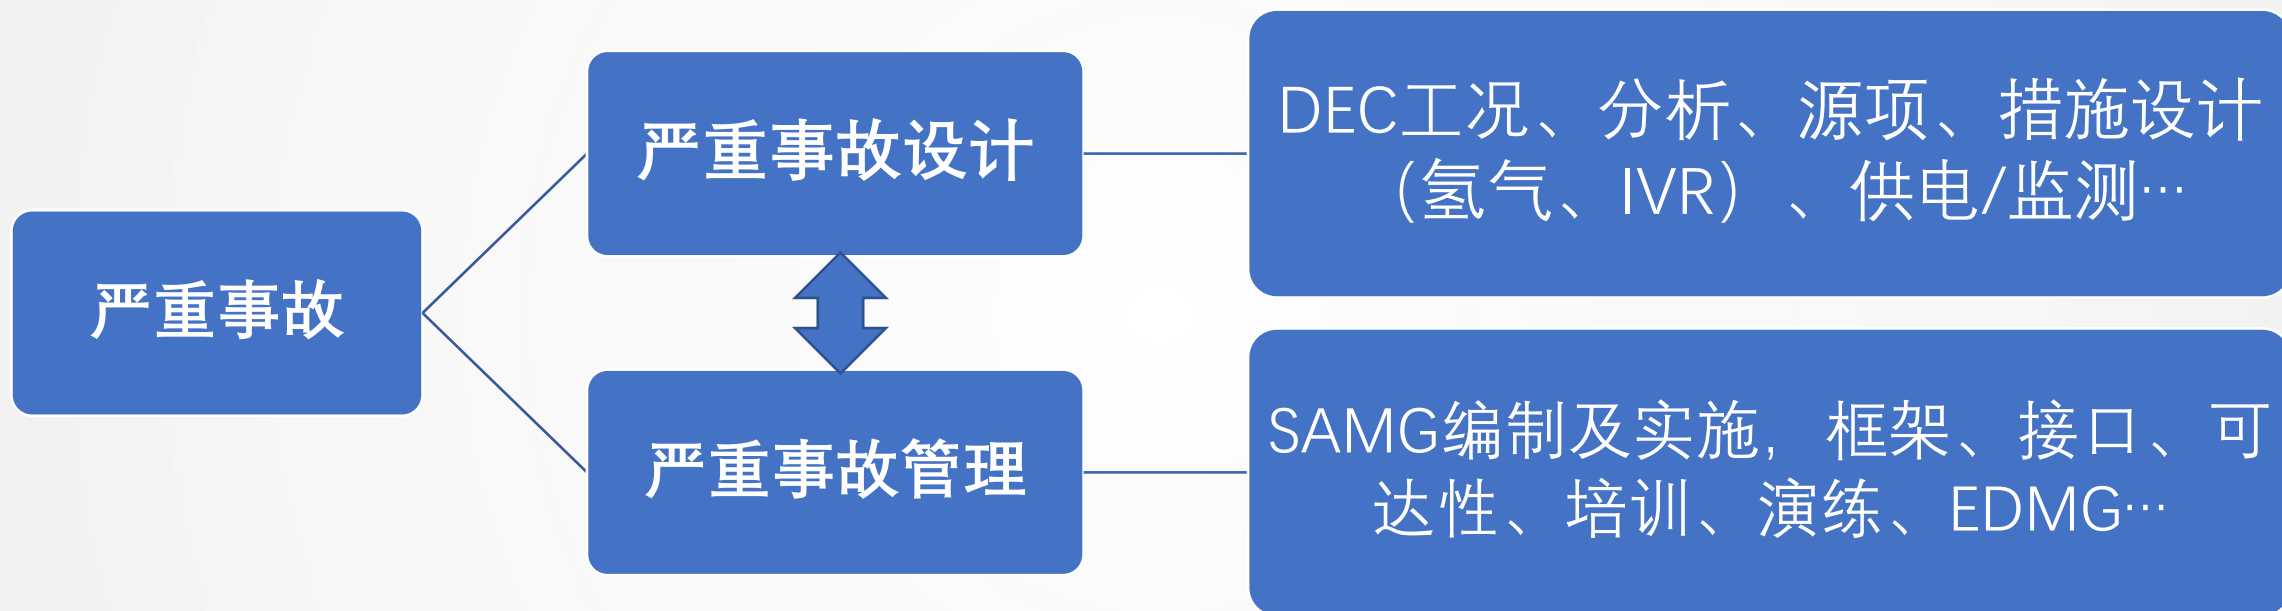 严重事故
严重事故设计
DEC工况、分析、源项、措施设计
（氢气、IVR）、供电/监测…
严重事故管理
SAMG编制及实施，框架、接口、可
达性、培训、演练、EDMG…